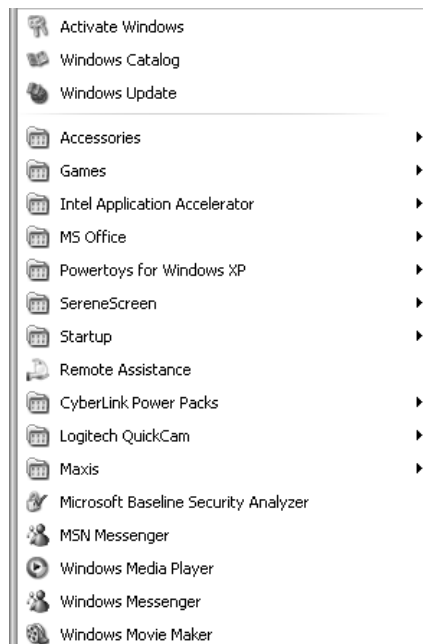 Activate Windows
Windows Catalog
Windows Update
Accessories
Games
Intel Application Accelerator
MS Office
Powertoys for Windows XP
SereneScreen
Startup
Remote Assistance
CyberLink Power Packs
Logitech QuickCam
Maxis
Microsoft Baseline Security Analyzer
MSN Messenger
Windows Media Player
Windows Messenger
Windows Movie Maker